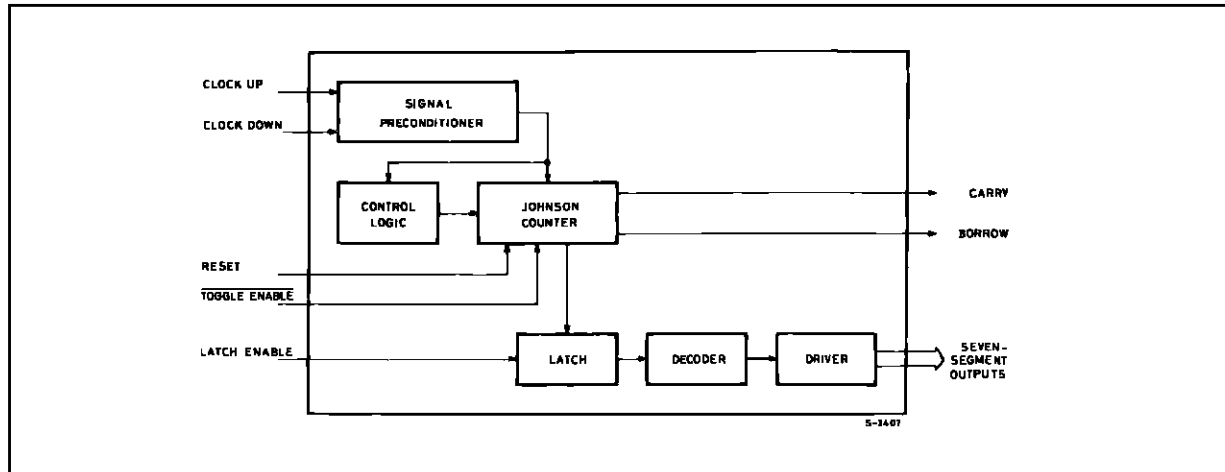 CLOCK UP
CLOCK DOWN
SIGNAL
PRECONDITIONER
CONTROL
LOGIC
JOHNSON
COUNTER
CARRY
BORROW
RESET
TOGGLE ENABLE
LATCH ENABLE
LATCH
DECODER
DRIVER
SEVEN-
SEGMENT
OUTPUTS
S-3407